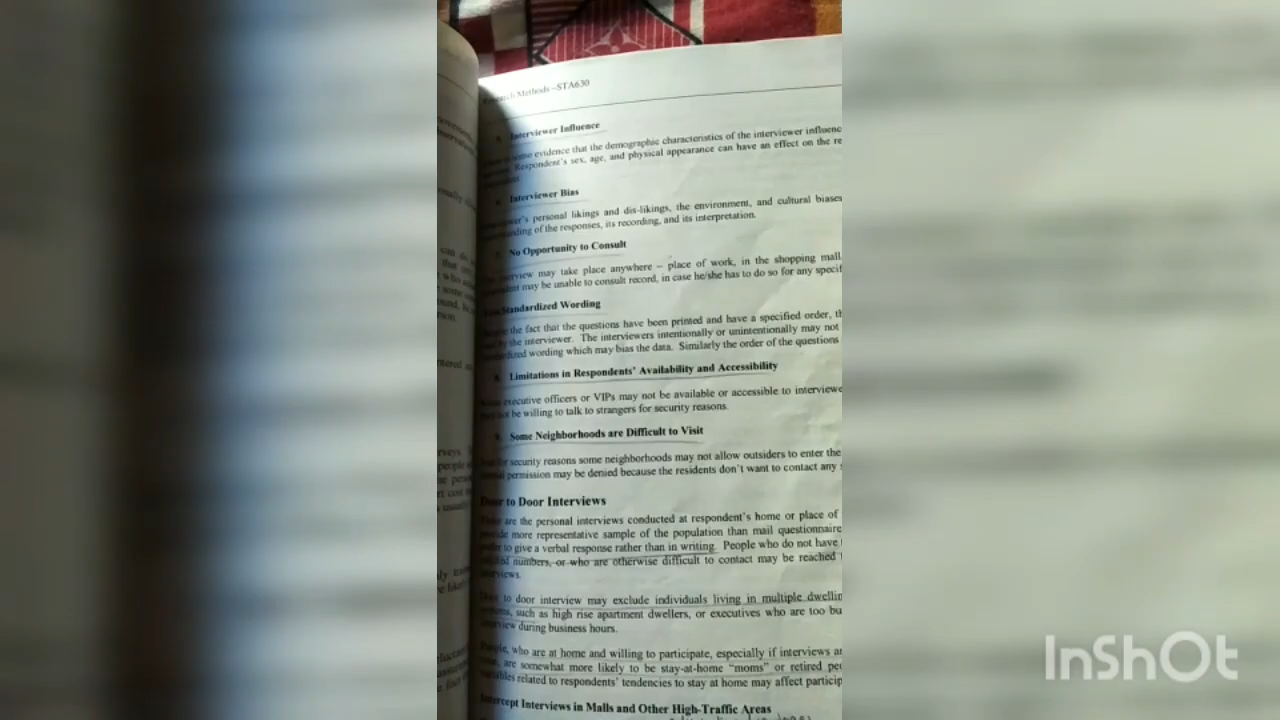 Methods –STA630
Interviewer Influence
some evidence that the demographic characteristics of the interviewer
Respondent's sex, age, and physical appearance can have an effect on the
Interviewer Bias
personal likings and dis-likings, the environment, and cultural biases
of the responses, its recording, and its interpretation.
No Opportunity to Consult
may take place anywhere – place of work, in the shopping mall
may be unable to consult record, in case he/she has to do so for any
Standardized Wording
the fact that the questions have been printed and have a specified order,
by the interviewer. The interviewers intentionally or unintentionally may not
wording which may bias the data. Similarly the order of the questions
Limitations in Respondents' Availability and Accessibility
executive officers or VIPs may not be available or accessible to
be willing to talk to strangers for security reasons.
Some Neighborhoods are Difficult to Visit
security reasons some neighborhoods may not allow outsiders to enter the
permission may be denied because the residents don't want to contact any
to Door Interviews
are the personal interviews conducted at respondent's home or place of
more representative sample of the population than mail
to give a verbal response rather than in writing. People who do not have
numbers, or who are otherwise difficult to contact may be reached
to door interview may exclude individuals living in multiple
such as high rise apartment dwellers, or executives who are too
during business hours.
who are at home and willing to participate, especially if interviews
are somewhat more likely to be stay-at-home "moms" or retired
related to respondents' tendencies to stay at home may affect
Intercept Interviews in Malls and Other High-Traffic Areas
InShOt